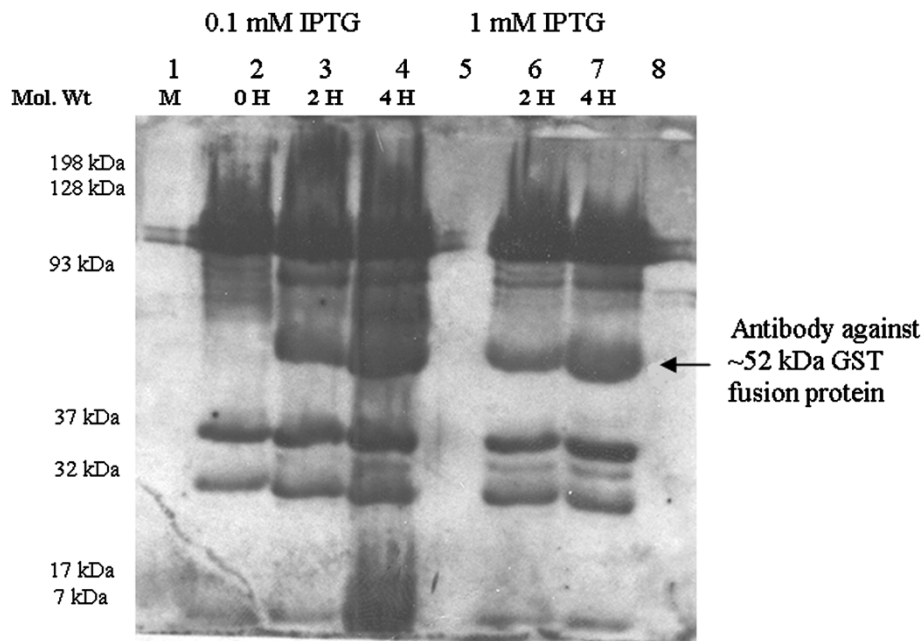 0.1 mM IPTG 1 mM IPTG
1 2 3 4 5 6 7 8
Mol. Wt M 0 H 2 H 4 H 2 H 4 H
198 kDa
128 kDa
93 kDa
Antibody against
~52 kDa GST
fusion protein
37 kDa
32 kDa
17 kDa
7 kDa